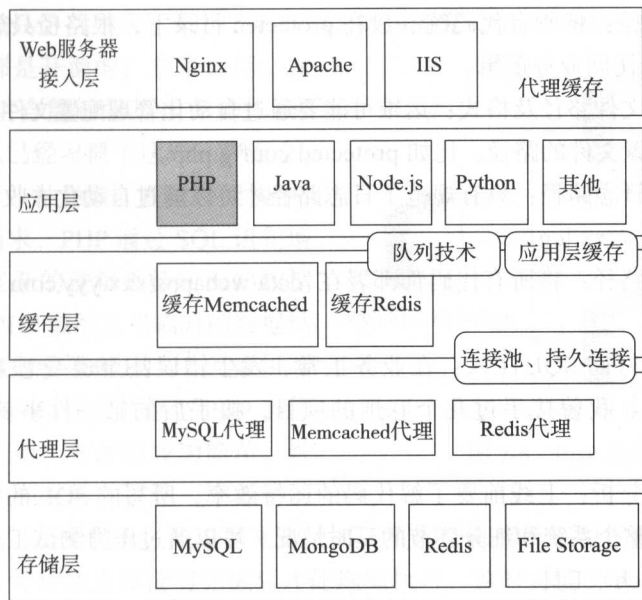 Web服务器
接入层
Nginx
Apache
IIS
代理缓存
应用层
PHP
Java
Node.js
Python
其他
队列技术
应用层缓存
缓存层
缓存Memcached
缓存Redis
连接池、持久连接
代理层
MySQL代理
Memcached代理
Redis代理
存储层
MySQL
MongoDB
Redis
File Storage